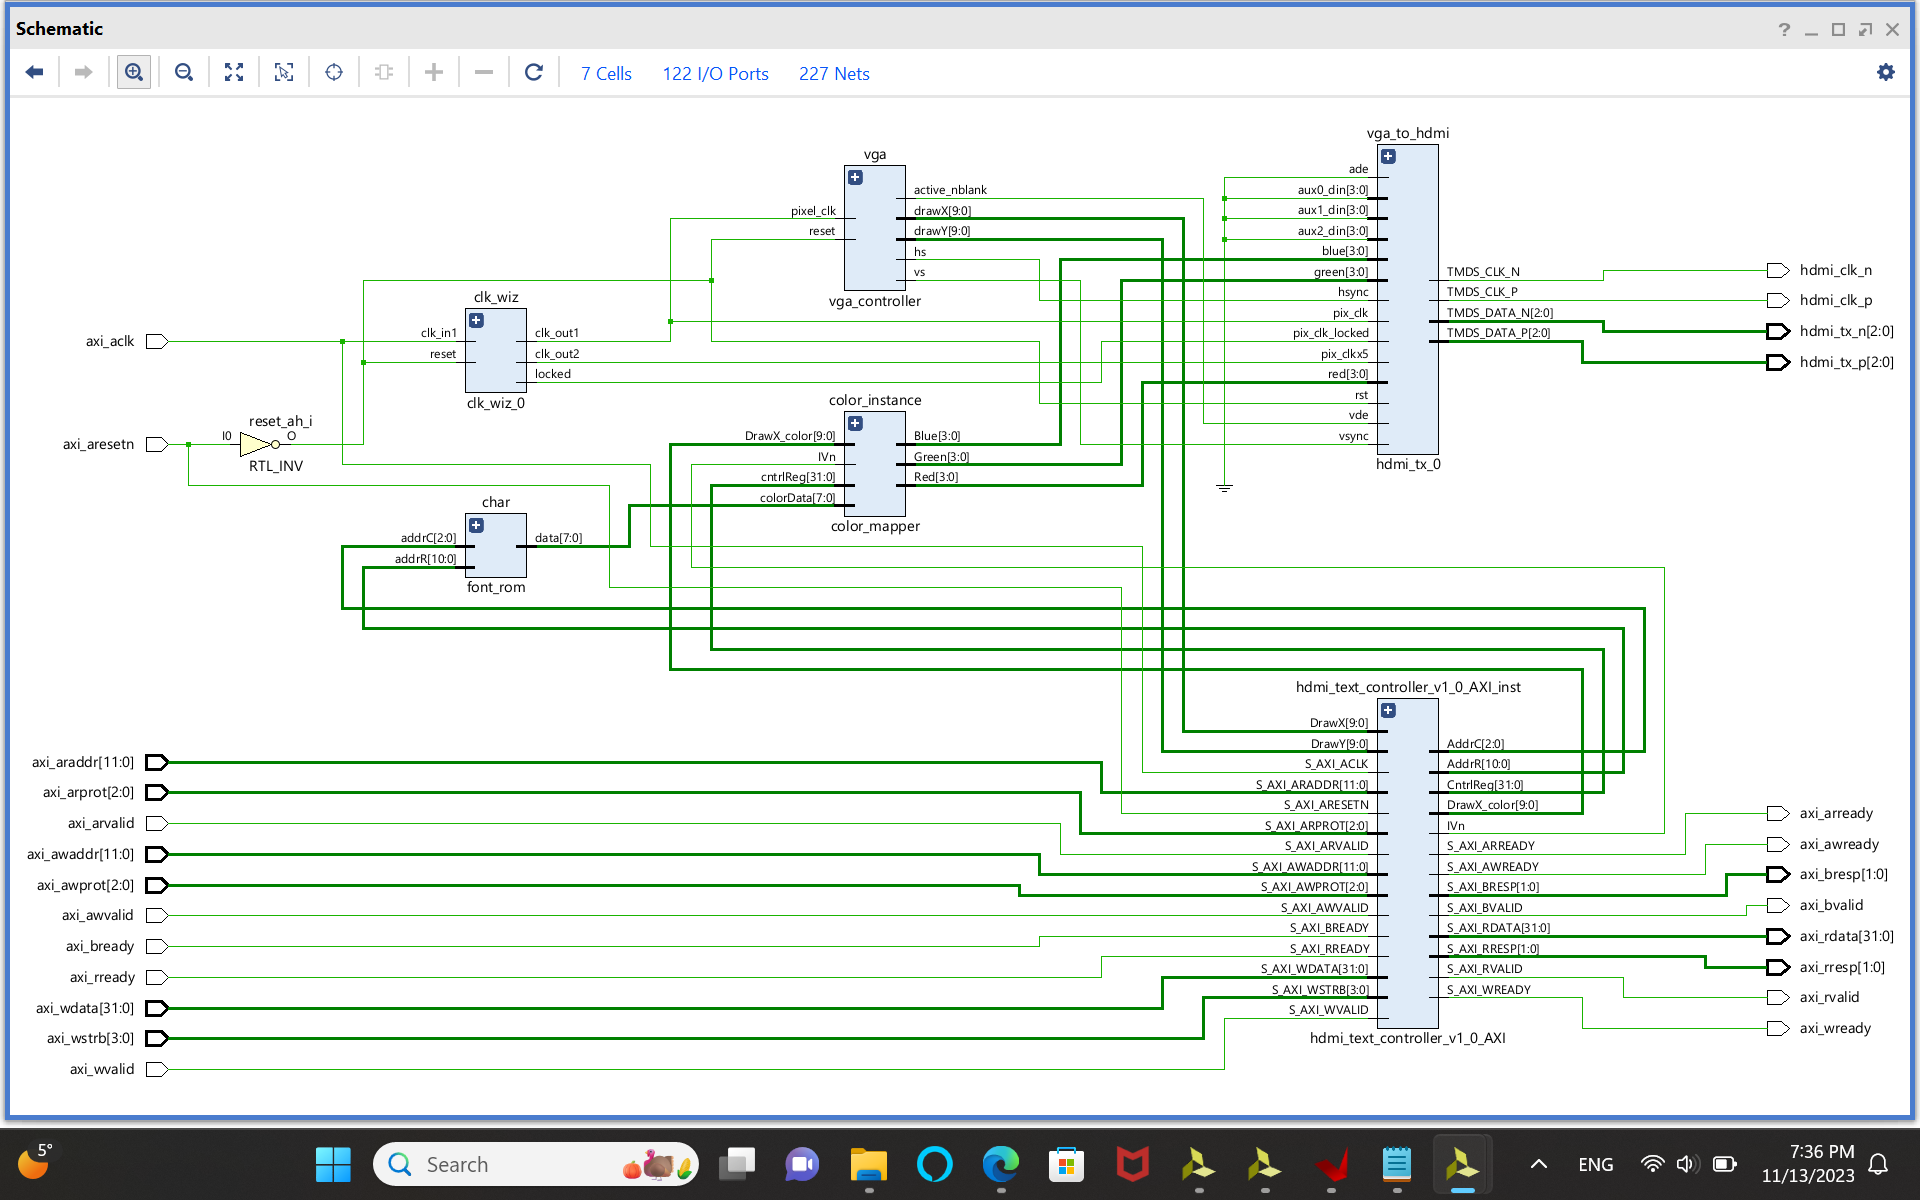 Schematic
7 Cells
122 I/O Ports
227 Nets
vga
pixel_clk
reset
active_nblank
drawX[9:0]
drawY[9:0]
hs
vs
vga_controller
vga_to_hdmi
ade
aux0_din[3:0]
aux1_din[3:0]
aux2_din[3:0]
blue[3:0]
green[3:0]
hsync
pix_clk
pix_clk_locked
pix_clkx5
red[3:0]
rst
vde
vsync
TMDS_CLK_N
TMDS_CLK_P
TMDS_DATA_N[2:0]
TMDS_DATA_P[2:0]
hdmi_tx_0
hdmi_clk_n
hdmi_clk_p
hdmi_tx_n[2:0]
hdmi_tx_p[2:0]
clk_wiz
clk_in1
reset
clk_out1
clk_out2
locked
clk_wiz_0
axi_aclk
axi_aresetn
reset_ah_i
I0
O
RTL_INV
color_instance
DrawX_color[9:0]
IVn
cntrlReg[31:0]
colorData[7:0]
Blue[3:0]
Green[3:0]
Red[3:0]
color_mapper
char
addrC[2:0]
addrR[10:0]
data[7:0]
font_rom
hdmi_text_controller_v1_0_AXI_inst
DrawX[9:0]
DrawY[9:0]
S_AXI_ACLK
S_AXI_ARADDR[11:0]
S_AXI_ARESETN
S_AXI_ARPROT[2:0]
S_AXI_ARVALID
S_AXI_AWADDR[11:0]
S_AXI_AWPROT[2:0]
S_AXI_AWVALID
S_AXI_BREADY
S_AXI_RREADY
S_AXI_WDATA[31:0]
S_AXI_WSTRB[3:0]
S_AXI_WVALID
AddrC[2:0]
AddrR[10:0]
CntrlReg[31:0]
DrawX_color[9:0]
IVn
S_AXI_ARREADY
S_AXI_AWREADY
S_AXI_BRESP[1:0]
S_AXI_BVALID
S_AXI_RDATA[31:0]
S_AXI_RRESP[1:0]
S_AXI_RVALID
S_AXI_WREADY
hdmi_text_controller_v1_0_AXI
axi_araddr[11:0]
axi_arprot[2:0]
axi_arvalid
axi_awaddr[11:0]
axi_awprot[2:0]
axi_awvalid
axi_bready
axi_rready
axi_wdata[31:0]
axi_wstrb[3:0]
axi_wvalid
axi_arready
axi_awready
axi_bresp[1:0]
axi_bvalid
axi_rdata[31:0]
axi_rresp[1:0]
axi_rvalid
axi_wready
5°
Search
ENG
7:36 PM
11/13/2023